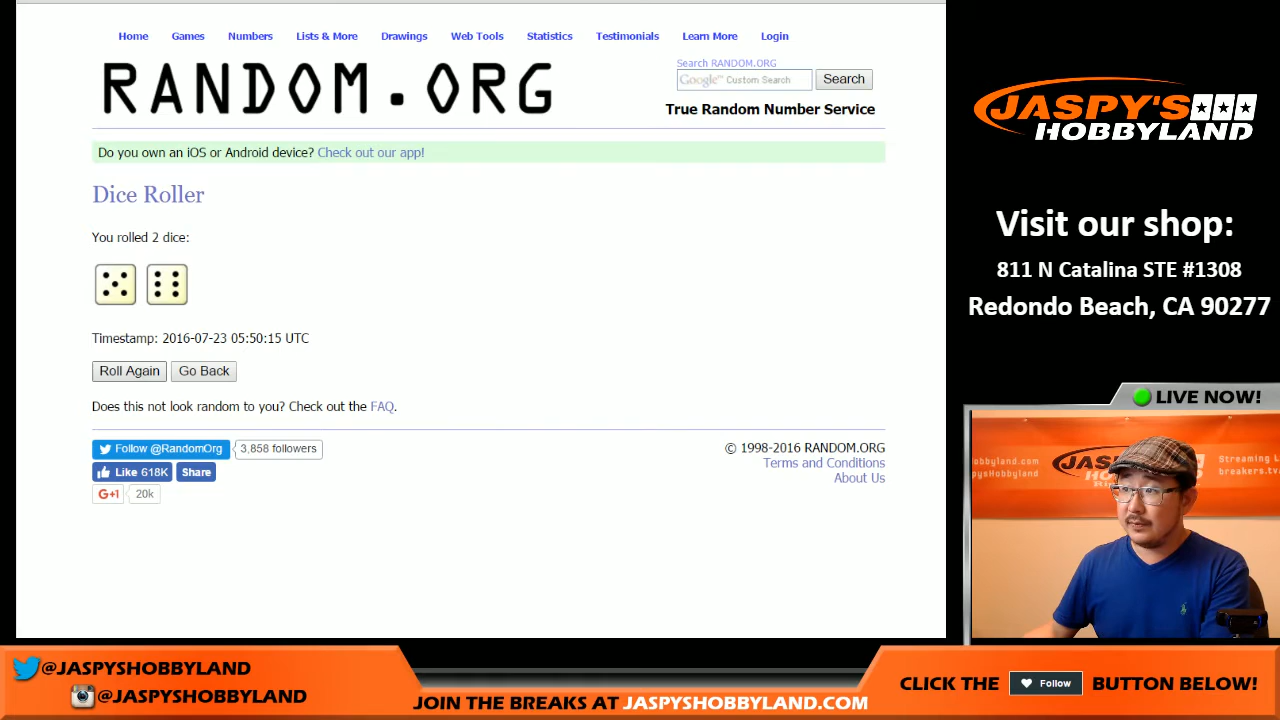 Home Games Numbers Lists & More Drawings Web Tools Statistics Testimonials Learn More Login
RANDOM.ORG
Search RANDOM.ORG
Google™ Custom Search Search
True Random Number Service
Do you own an iOS or Android device? Check out our app!
Dice Roller
You rolled 2 dice:
Timestamp: 2016-07-23 05:50:15 UTC
Roll Again Go Back
Does this not look random to you? Check out the FAQ.
Follow @RandomOrg 3,858 followers
Like 618K Share
G+1 20k
© 1998-2016 RANDOM.ORG
Terms and Conditions
About Us
JASPY'S
HOBBYLAND
Visit our shop:
811 N Catalina STE #1308
Redondo Beach, CA 90277
LIVE NOW!
@JASPYSHOBBYLAND
@JASPYSHOBBYLAND
JOIN THE BREAKS AT JASPYSHOBBYLAND.COM
CLICK THE Follow BUTTON BELOW!